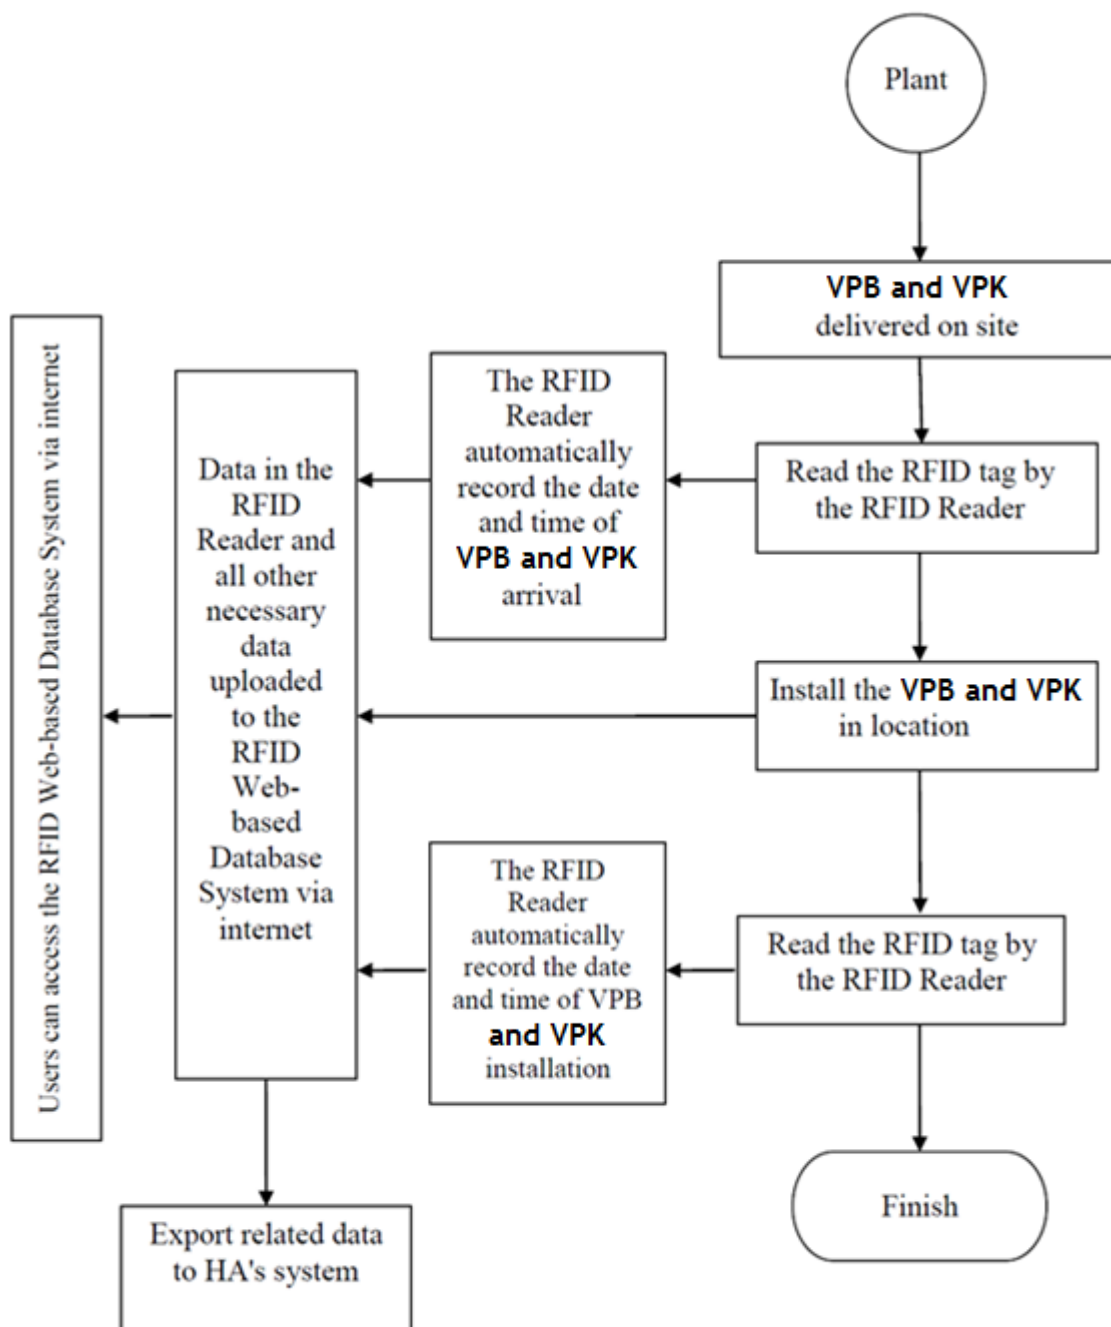 Plant
VPB and VPK
delivered on site
Read the RFID tag by
the RFID Reader
The RFID
Reader
automatically
record the date
and time of
VPB and VPK
arrival
Install the VPB and VPK
in location
Read the RFID tag by
the RFID Reader
The RFID
Reader
automatically
record the date
and time of VPB
and VPK
installation
Finish
Data in the
RFID
Reader and
all other
necessary
data
uploaded
to the
RFID
Web-
based
Database
System via
internet
Users can access the RFID Web-based Database System via internet
Export related data
to HA's system